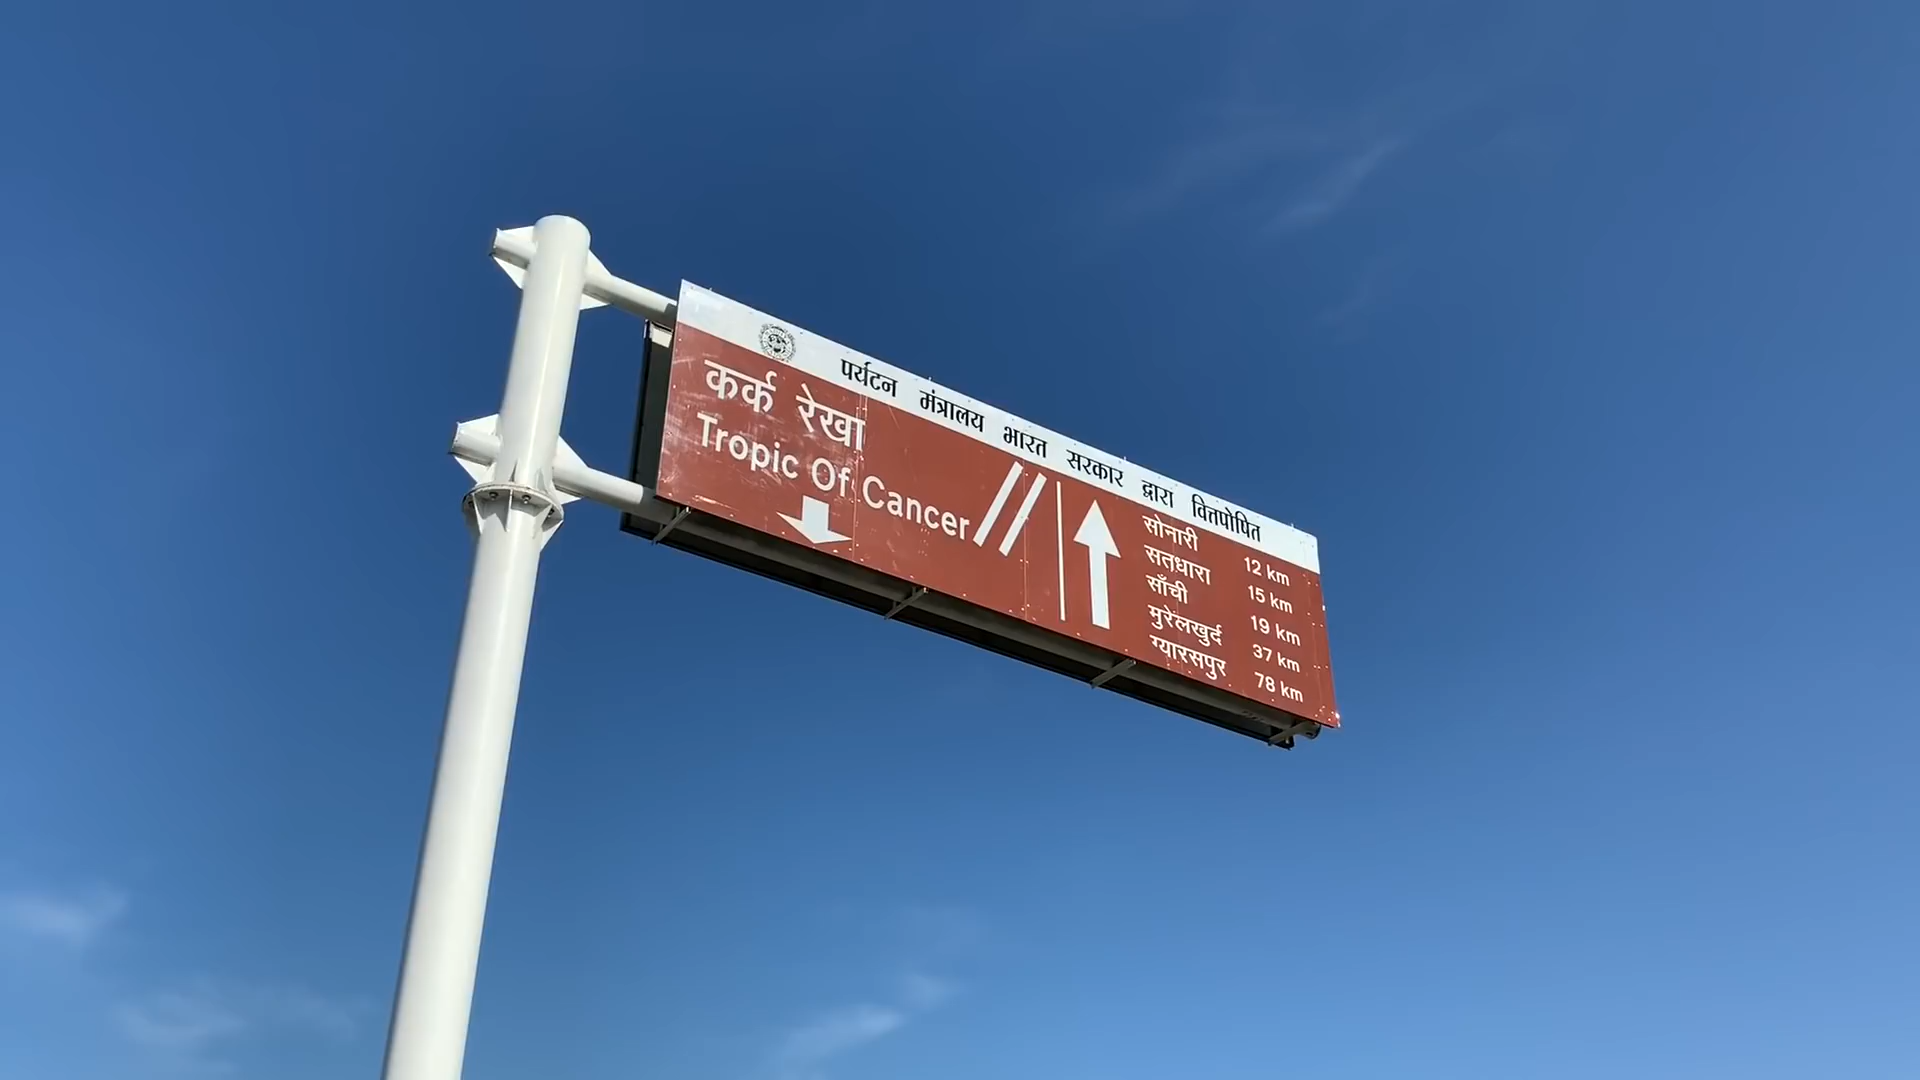 पर्यटन मंत्रालय भारत सरकार द्वारा वित्तपोषित
कर्क रेखा
Tropic Of Cancer
सोनारी 12 km
सतधारा 15 km
साँची 19 km
मुरेलखुर्द 37 km
ग्यारसपुर 78 km